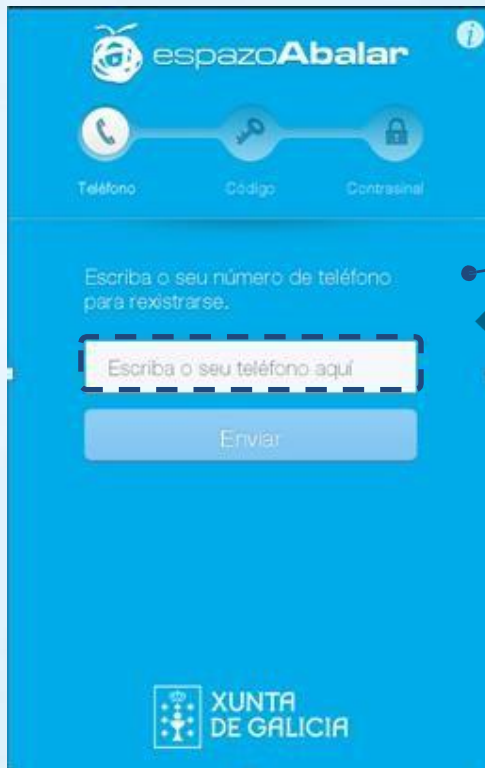 espazoAbalar
Teléfono Código Contrasinal
Escriba o seu número de teléfono
para rexistrarse.
Escriba o seu teléfono aquí
Enviar
XUNTA
DE GALICIA